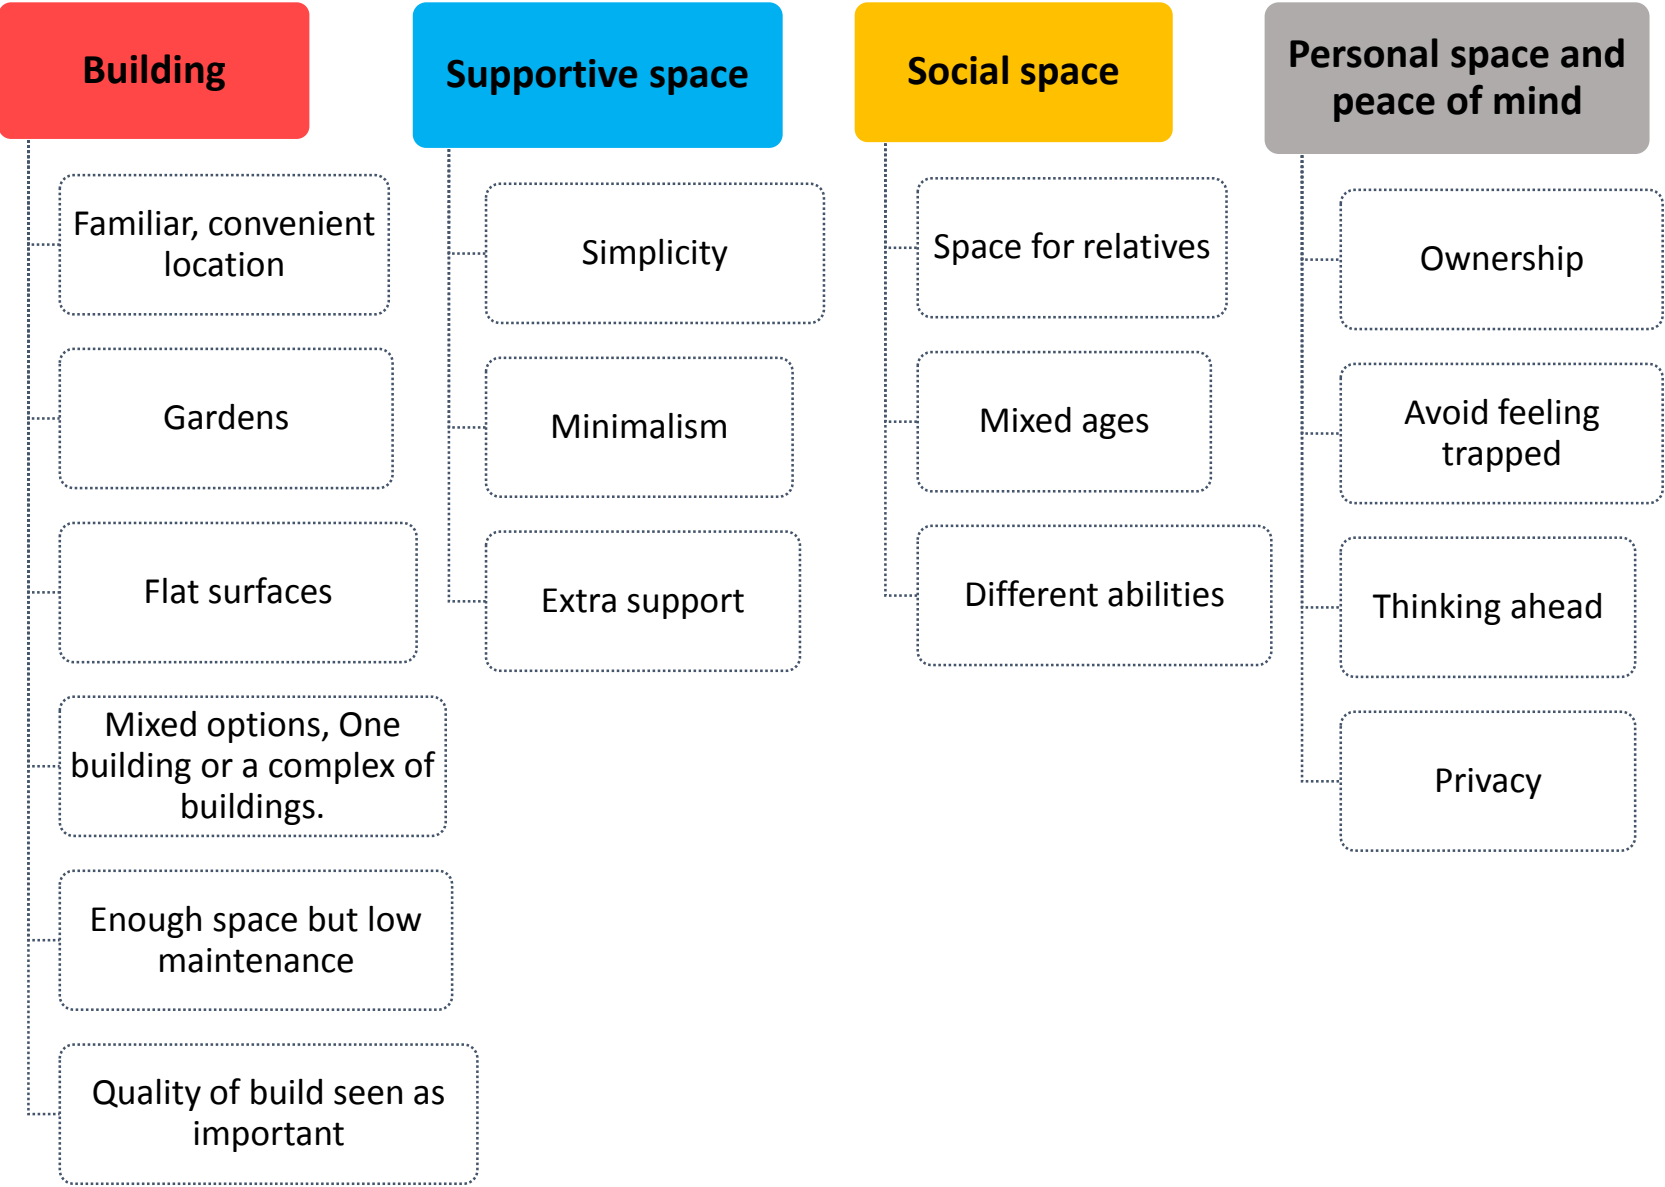 Building
Familiar, convenient
location
Gardens
Flat surfaces
Mixed options, One
building or a complex of
buildings.
Enough space but low
maintenance
Quality of build seen as
important
Supportive space
Simplicity
Minimalism
Extra support
Social space
Space for relatives
Mixed ages
Different abilities
Personal space and
peace of mind
Ownership
Avoid feeling
trapped
Thinking ahead
Privacy